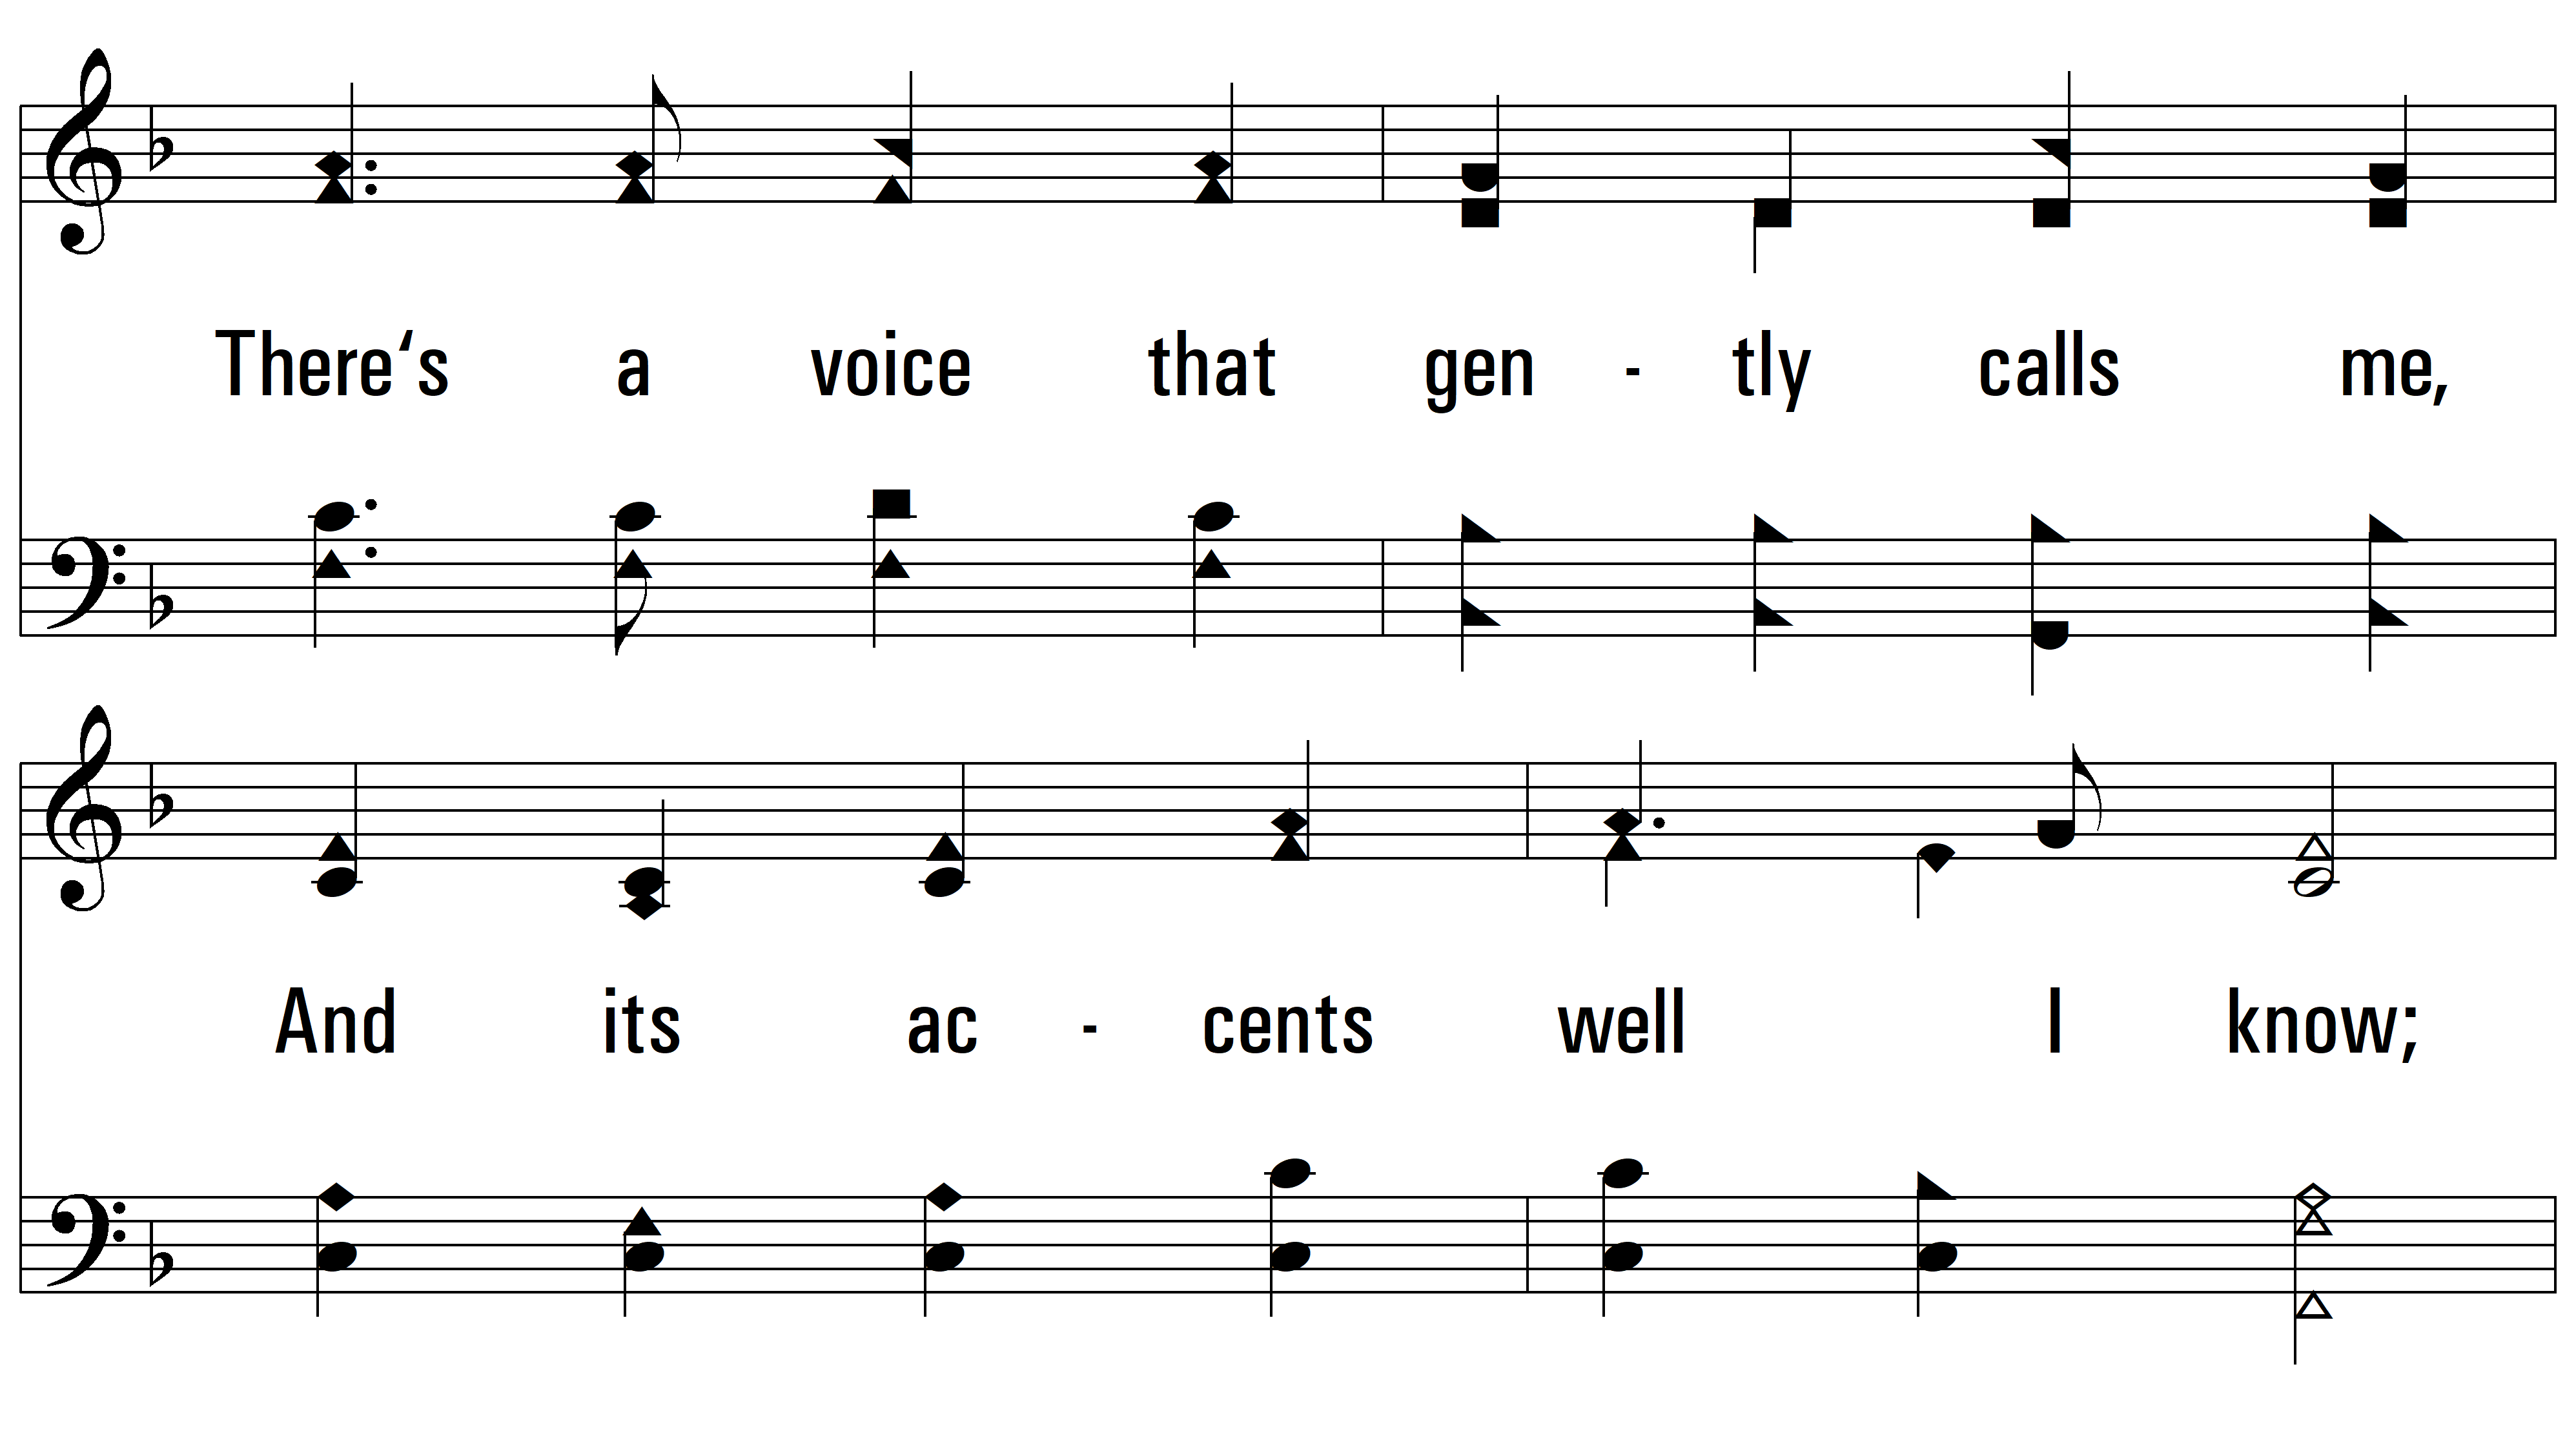 There‘s a voice that gen - tly calls me,
And its ac - cents well I know;